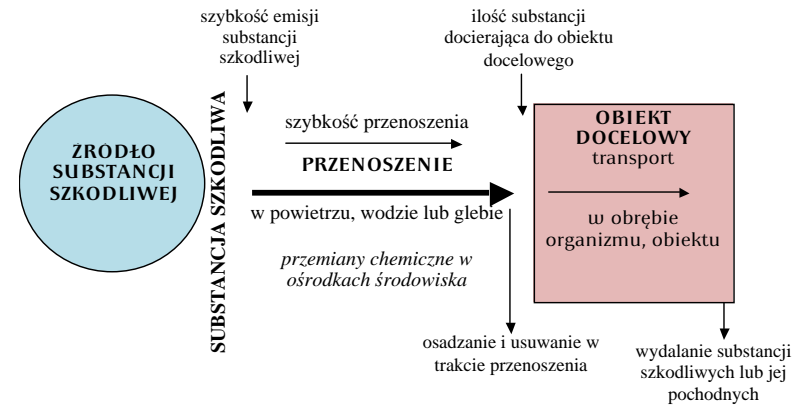 szybkość emisji
substancji
szkodliwej
ilość substancji
docierająca do obiektu
docelowego
ŹRÓDŁO
SUBSTANCJI
SZKODLIWEJ
SUBSTANCJA SZKODLIWA
szybkość przenoszenia
PRZENOSZENIE
w powietrzu, wodzie lub glebie
przemiany chemiczne w
ośrodkach środowiska
OBIEKT
DOCELOWY
transport
w obrębie
organizmu, obiektu
osadzanie i usuwanie w
trakcie przenoszenia
wydalanie substancji
szkodliwych lub jej
pochodnych